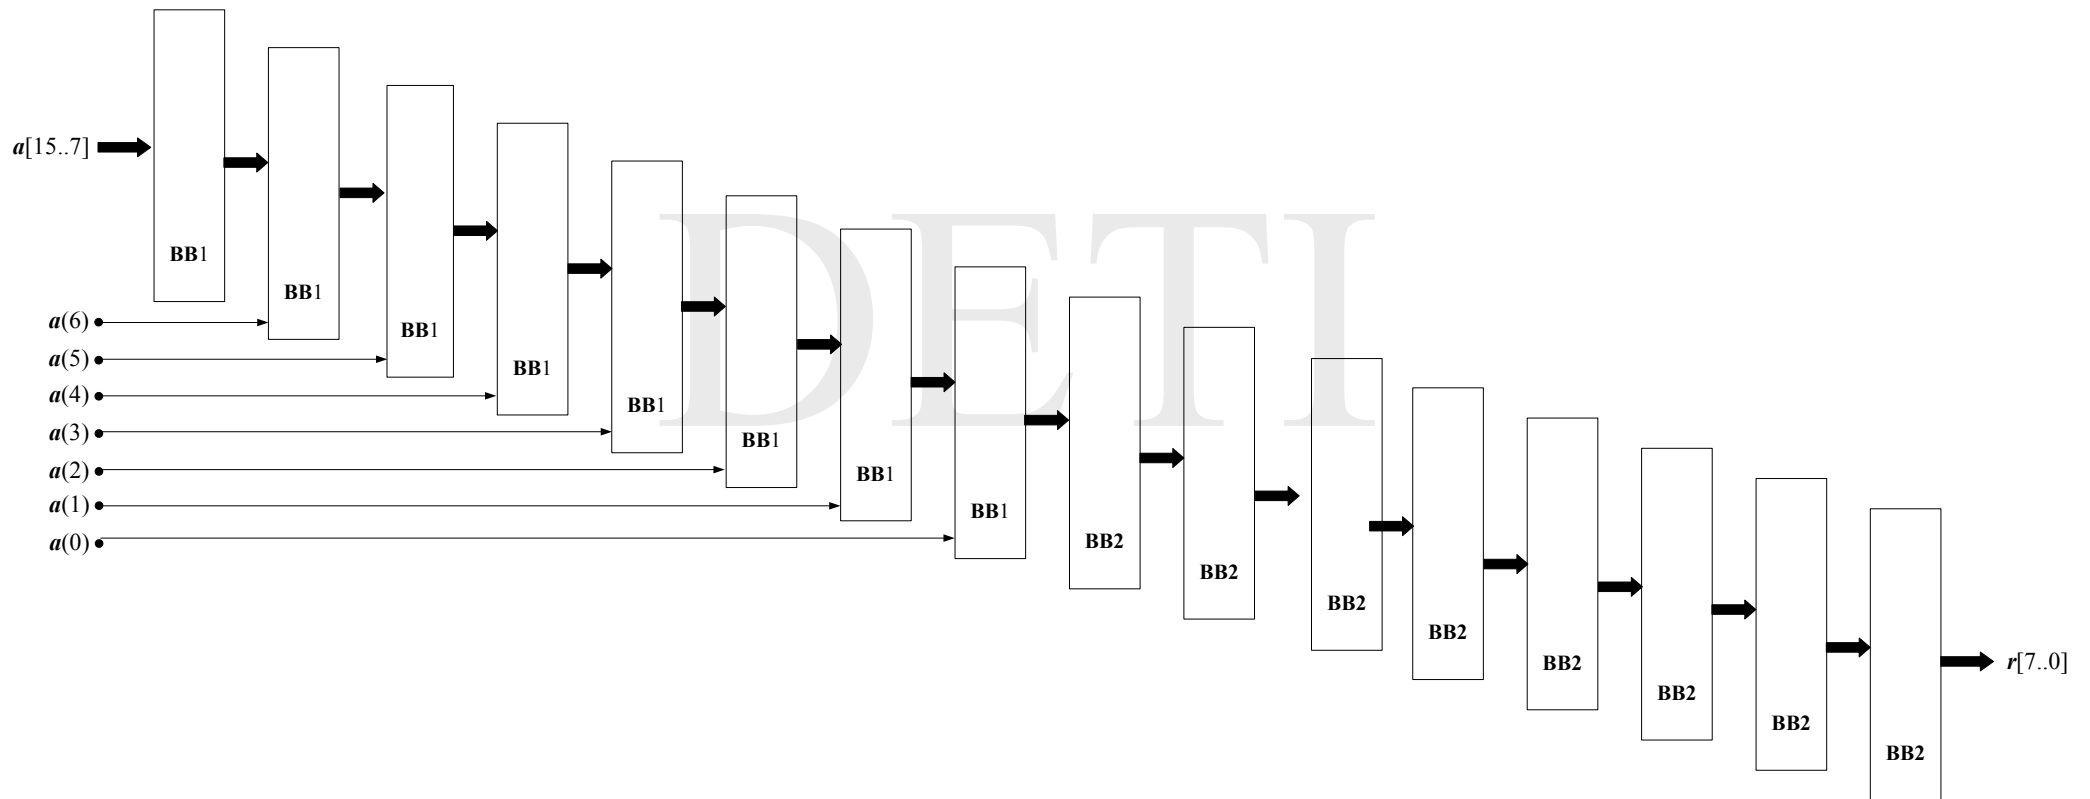 a[15..7]
BB1
BB1
a(6)
BB1
a(5)
BB1
a(4)
BB1
a(3)
BB1
a(2)
BB1
a(1)
BB1
a(0)
BB2
BB2
BB2
BB2
BB2
BB2
BB2
BB2
r[7..0]
DETI